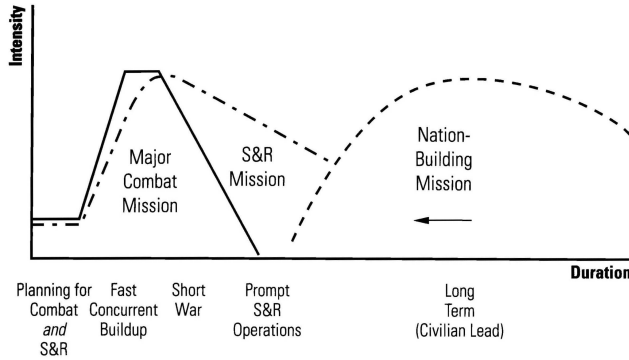 Intensity
Major
Combat
Mission
S&R
Mission
Nation-
Building
Mission
Duration
Planning for
Combat
and
S&R
Fast
Concurrent
Buildup
Short
War
Prompt
S&R
Operations
Long
Term
(Civilian Lead)